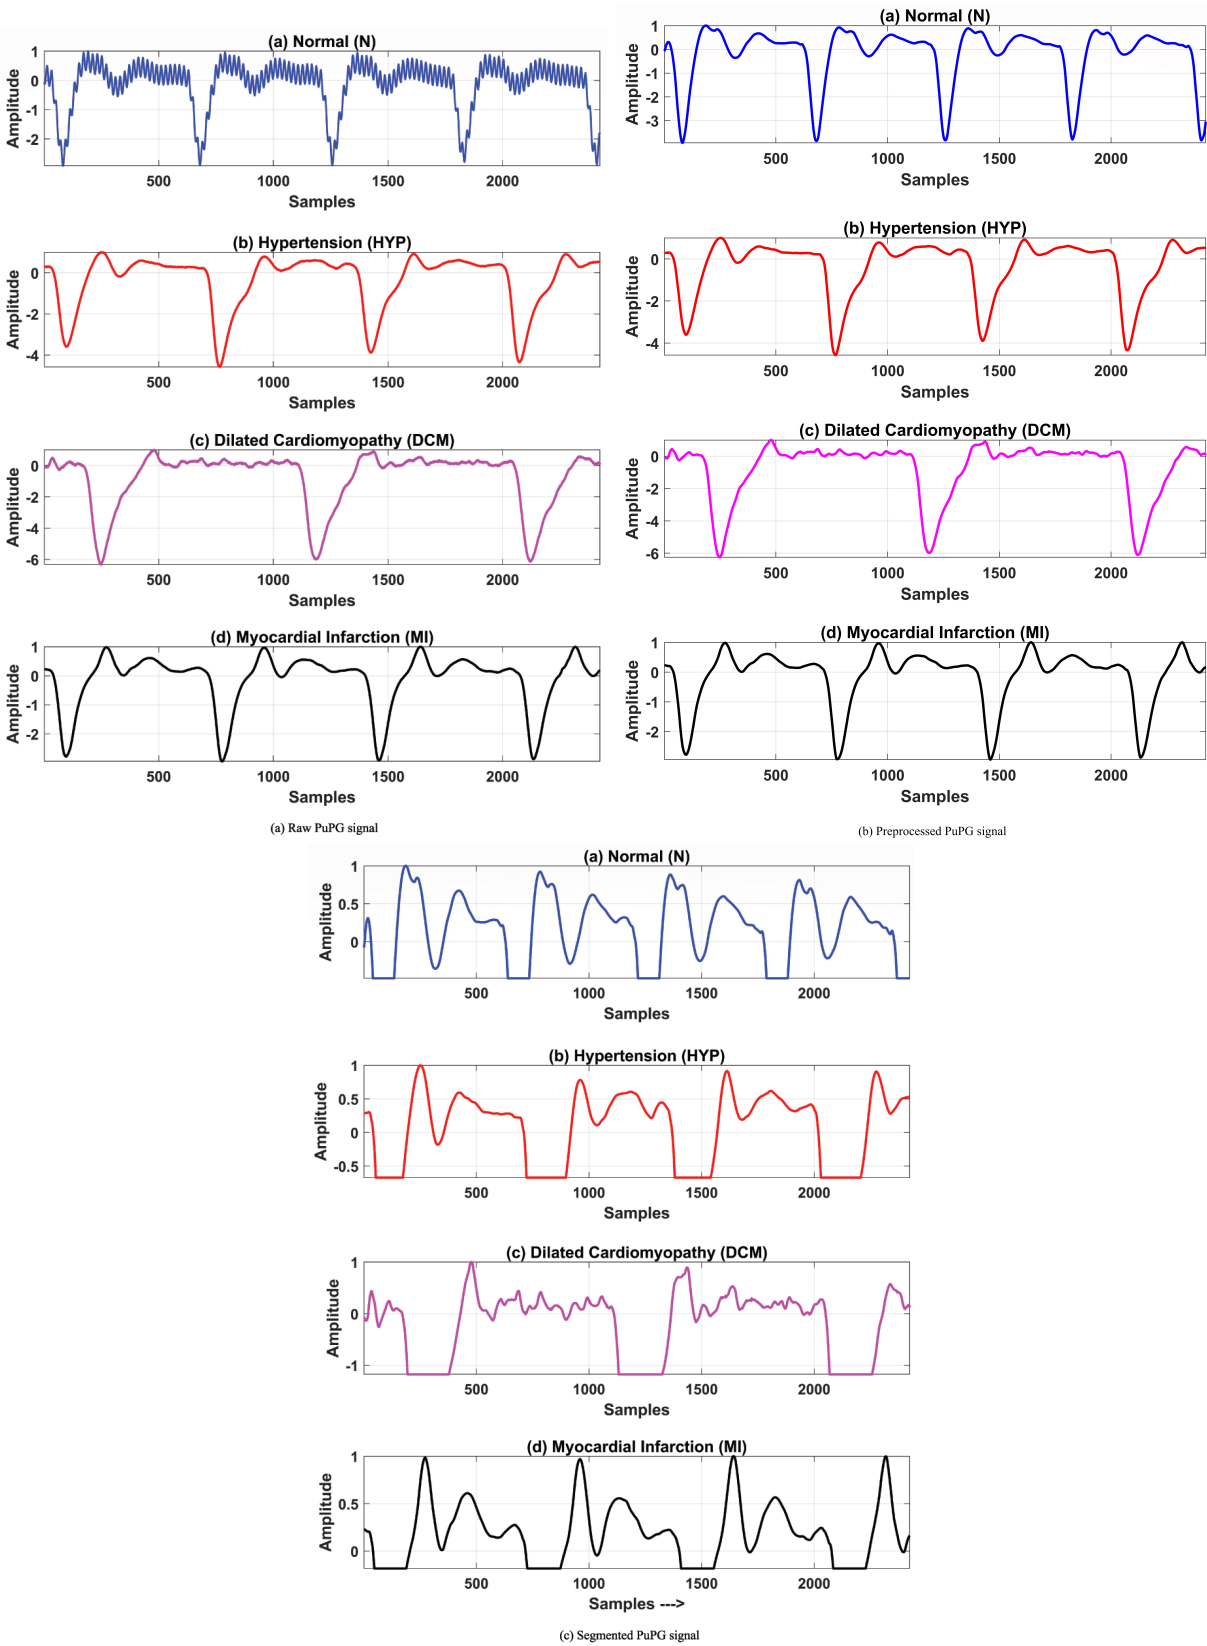 (a) Normal (N)
1
0
-1
-2
Amplitude
500
1000
1500
2000
Samples
(b) Hypertension (HYP)
0
-2
-4
Amplitude
500
1000
1500
2000
Samples
(c) Dilated Cardiomyopathy (DCM)
0
-2
-4
-6
Amplitude
500
1000
1500
2000
Samples
(d) Myocardial Infarction (MI)
1
0
-1
-2
Amplitude
500
1000
1500
2000
Samples
(a) Raw PuPG signal
(a) Normal (N)
1
0
-1
-2
-3
Amplitude
500
1000
1500
2000
Samples
(b) Hypertension (HYP)
0
-2
-4
Amplitude
500
1000
1500
2000
Samples
(c) Dilated Cardiomyopathy (DCM)
0
-2
-4
-6
Amplitude
500
1000
1500
2000
Samples
(d) Myocardial Infarction (MI)
1
0
-1
-2
Amplitude
500
1000
1500
2000
Samples
(b) Preprocessed PuPG signal
(a) Normal (N)
1
0.5
0
Amplitude
500
1000
1500
2000
Samples
(b) Hypertension (HYP)
1
0.5
0
-0.5
Amplitude
500
1000
1500
2000
Samples
(c) Dilated Cardiomyopathy (DCM)
1
0
-1
Amplitude
500
1000
1500
2000
Samples
(d) Myocardial Infarction (MI)
1
0.5
0
Amplitude
500
1000
1500
2000
Samples --->
(c) Segmented PuPG signal